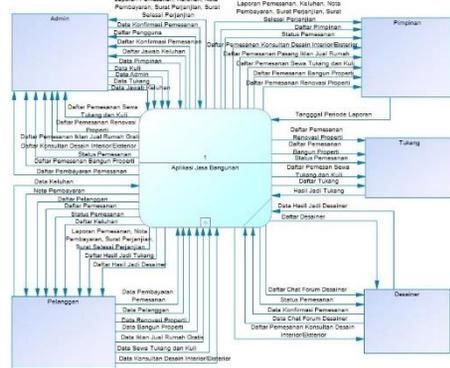 Laporan Pemesanan, Keluhan, Nota
Pembayaran, Surat Perjanjian, Surat
Selesai Perjanjian
Admin
Data Konfirmasi Pemesanan
Daftar Pengguna
Daftar Konfirmasi Pemesanan
Daftar Jawab Keluhan
Data Pimpinan
Data Kuli
Data Admin
Data Tukang
Data Jawab Keluhan
Laporan Pemesanan, Keluhan, Nota
Pembayaran, Surat Perjanjian, Surat
Selesai Perjanjian
Daftar Pimpinan
Status Pemesanan
Daftar Pemesanan Konsultan Desain Interior/Eksterior
Daftar Pemesanan Pasang Iklan Jual Rumah
Daftar Pemesanan Sewa Tukang dan Kuli
Daftar Pemesanan Bangun Properti
Daftar Pemesanan Renovasi Properti
Pimpinan
Tangggal Periode Laporan
Daftar Pemesanan Sewa
Tukang dan Kuli
Daftar Pemesanan Renovasi
Properti
Daftar Pemesanan Iklan Jual Rumah Gratis
Daftar Konsultan Desain Interior/Eksterior
Status Pemesanan
Daftar Pemesanan Bangun Properti
Daftar Pembayaran Pemesanan
1
Aplikasi Jasa Bangunan
Daftar Pemesanan
Renovasi Properti
Daftar Pemesanan
Bangun Properti
Status Pemesanan
Daftar Pemesan Sewa
Tukang dan Kuli
Daftar Tukang
Hasil Jadi Tukang
Tukang
Data Keluhan
Nota Pembayaran
Daftar Pelanggan
Daftar Pemesanan
Status Pemesanan
Daftar Keluhan
Laporan Pemesanan, Nota
Pembayaran, Surat Perjanjian,
Surat Selesai Perjanjian
Daftar Hasil Jadi Tukang
Daftar Hasil Jadi Desainer
Data Hasil Jadi Desainer
Daftar Desainer
Pelanggan
Data Pembayaran
Pemesanan
Data Pelanggan
Data Renovasi Properti
Data Bangun Properti
Data Iklan Jual Rumah Gratis
Data Sewa Tukang dan Kuli
Data Konsultan Desain Interior/Eksterior
Daftar Chat Forum Desainer
Status Pemesanan
Data Konfirmasi Pemesanan
Data Chat Forum Desainer
Daftar Pemesanan Konsultan Desain
Interior/Eksterior
Desainer